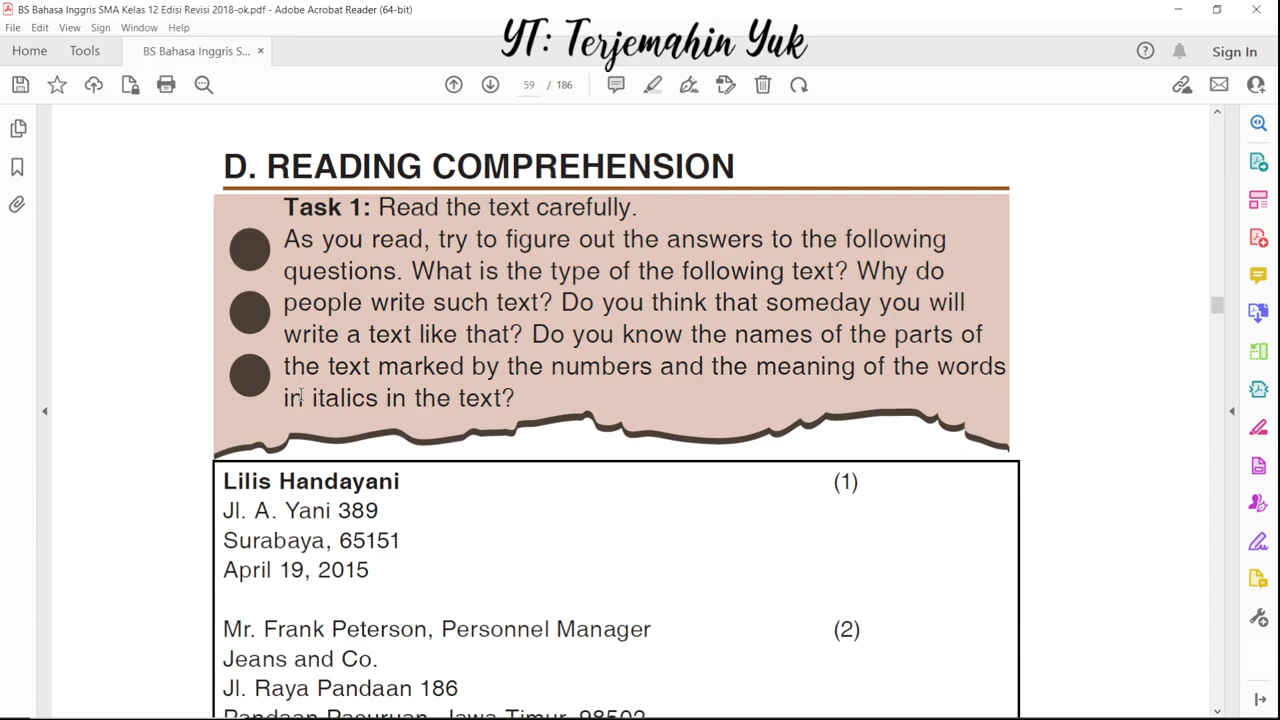 BS Bahasa Inggris SMA Kelas 12 Edisi Revisi 2018-ok.pdf - Adobe Acrobat Reader (64-bit)
File Edit View Sign Window Help
YT: Terjemahin Yuk
Home Tools BS Bahasa Inggris S... × Sign In
59 / 186
D. READING COMPREHENSION
Task 1: Read the text carefully.
As you read, try to figure out the answers to the following
questions. What is the type of the following text? Why do
people write such text? Do you think that someday you will
write a text like that? Do you know the names of the parts of
the text marked by the numbers and the meaning of the words
in italics in the text?
Lilis Handayani (1)
Jl. A. Yani 389
Surabaya, 65151
April 19, 2015
Mr. Frank Peterson, Personnel Manager (2)
Jeans and Co.
Jl. Raya Pandaan 186
Pandaan Pasuruan, Jawa Timur, 98502